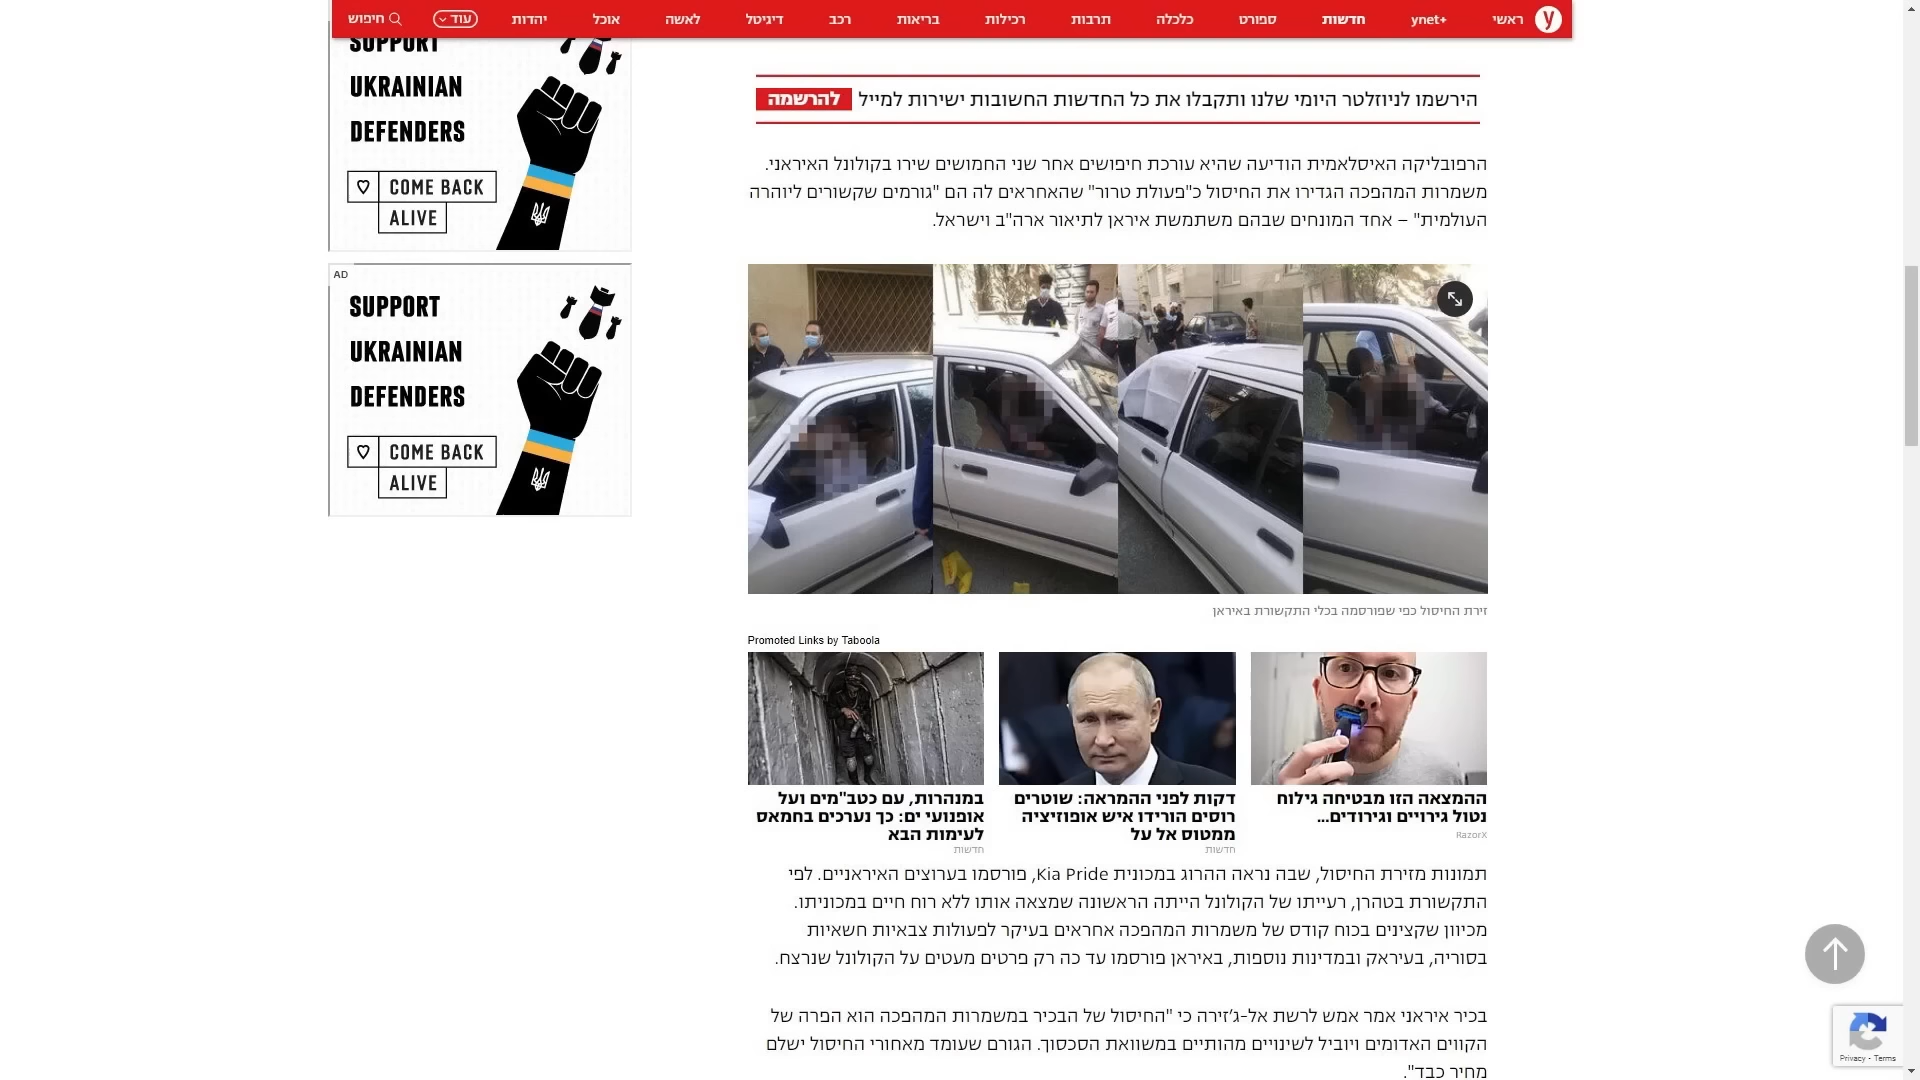 ראשי
ynet+
חדשות
ספורט
כלכלה
תרבות
רכילות
בריאות
רכב
דיגיטל
לאשה
אוכל
יהדות
עוד
חיפוש
SUPPORT
UKRAINIAN
DEFENDERS
COME BACK
ALIVE
AD
SUPPORT
UKRAINIAN
DEFENDERS
COME BACK
ALIVE
הירשמו לניוזלטר היומי שלנו ותקבלו את כל החדשות החשובות ישירות למייל
להרשמה
הרפובליקה האיסלאמית הודיעה שהיא עורכת חיפושים אחר שני החמושים שירו בקולונל האיראני.
משמרות המהפכה הגדירו את החיסול כ"פעולת טרור" שהאחראים לה הם "גורמים שקשורים ליוהרה
העולמית" – אחד המונחים שבהם משתמשת איראן לתיאור ארה"ב וישראל.
זירת החיסול כפי שפורסמה בכלי התקשורת באיראן
Promoted Links by Taboola
ההמצאה הזו מבטיחה גילוח
נטול גירויים וגירודים...
RazorX
דקות לפני ההמראה: שוטרים
רוסים הורידו איש אופוזיציה
ממטוס אל על
חדשות
במנהרות, עם כטב"מים ועל
אופנועי ים: כך נערכים בחמאס
לעימות הבא
חדשות
תמונות מזירת החיסול, שבה נראה ההרוג במכונית Kia Pride, פורסמו בערוצים האיראניים. לפי
התקשורת בטהרן, רעייתו של הקולונל הייתה הראשונה שמצאה אותו ללא רוח חיים במכוניתו.
מכיוון שקצינים בכוח קודס של משמרות המהפכה אחראים בעיקר לפעולות צבאיות חשאיות
בסוריה, בעיראק ובמדינות נוספות, באיראן פורסמו עד כה רק פרטים מעטים על הקולונל שנרצח.
בכיר איראני אמר אמש לרשת אל-ג'זירה כי "החיסול של הבכיר במשמרות המהפכה הוא הפרה של
הקווים האדומים ויוביל לשינויים מהותיים במשוואת הסכסוך. הגורם שעומד מאחורי החיסול ישלם
מחיר כבד".
Privacy - Terms